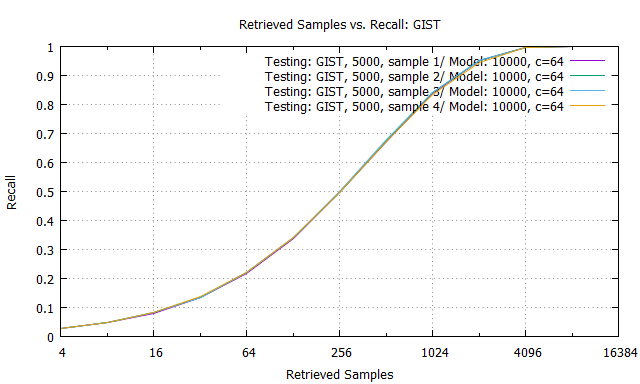 Retrieved Samples vs. Recall: GIST
Testing: GIST, 5000, sample 1/ Model: 10000, c=64
Testing: GIST, 5000, sample 2/ Model: 10000, c=64
Testing: GIST, 5000, sample 3/ Model: 10000, c=64
Testing: GIST, 5000, sample 4/ Model: 10000, c=64
1
0.9
0.8
0.7
0.6
0.5
0.4
0.3
0.2
0.1
0
Recall
4 16 64 256 1024 4096 16384
Retrieved Samples